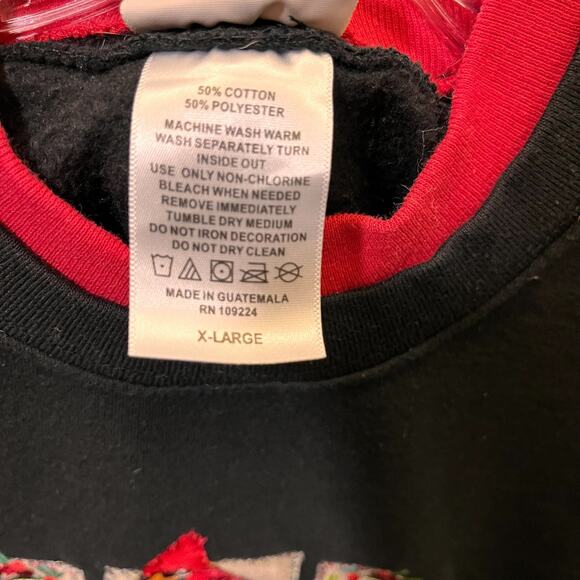 50% COTTON
50% POLYESTER
MACHINE WASH WARM
WASH SEPARATELY TURN
INSIDE OUT
USE ONLY NON-CHLORINE
BLEACH WHEN NEEDED
REMOVE IMMEDIATELY
TUMBLE DRY MEDIUM
DO NOT IRON DECORATION
DO NOT DRY CLEAN
MADE IN GUATEMALA
RN 109224
X-LARGE